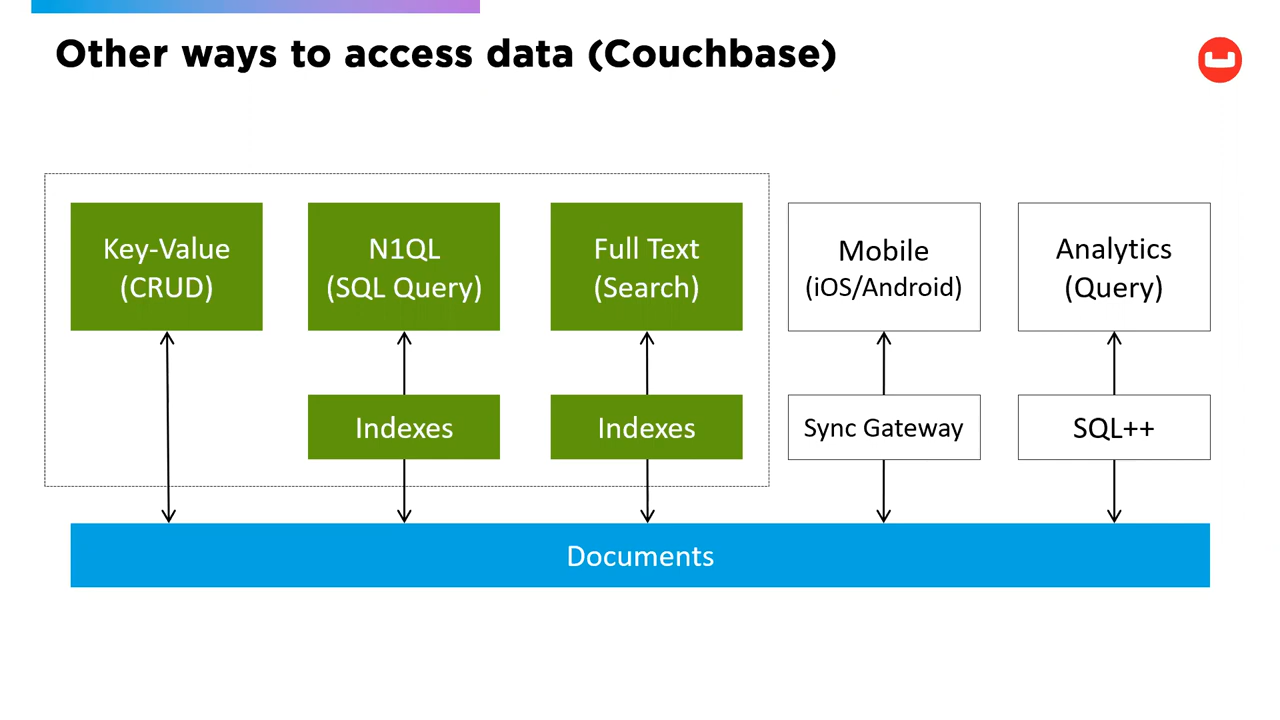 Other ways to access data (Couchbase)
Key-Value
(CRUD)
N1QL
(SQL Query)
Full Text
(Search)
Mobile
(iOS/Android)
Analytics
(Query)
Indexes
Indexes
Sync Gateway
SQL++
Documents